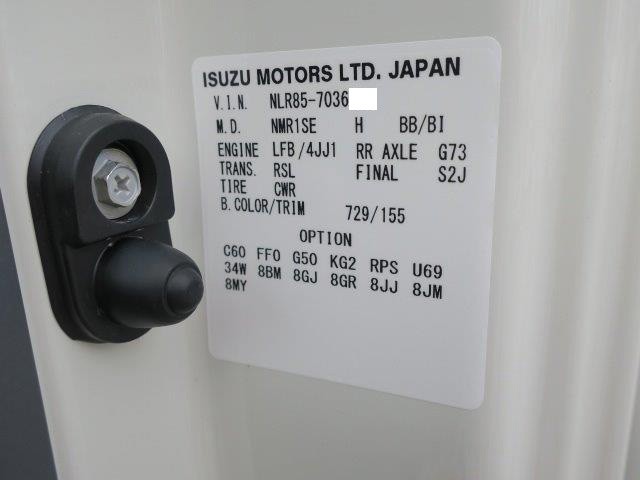 ISUZU MOTORS LTD. JAPAN
V.I.N. NLR85-7036
M.D. NMR1SE H BB/BI
ENGINE LFB/4JJ1 RR AXLE G73
TRANS. RSL FINAL S2J
TIRE CWR
B.COLOR/TRIM 729/155
OPTION
C60 FF0 G50 KG2 RPS U69
34W 8BM 8GJ 8GR 8JJ 8JM
8MY